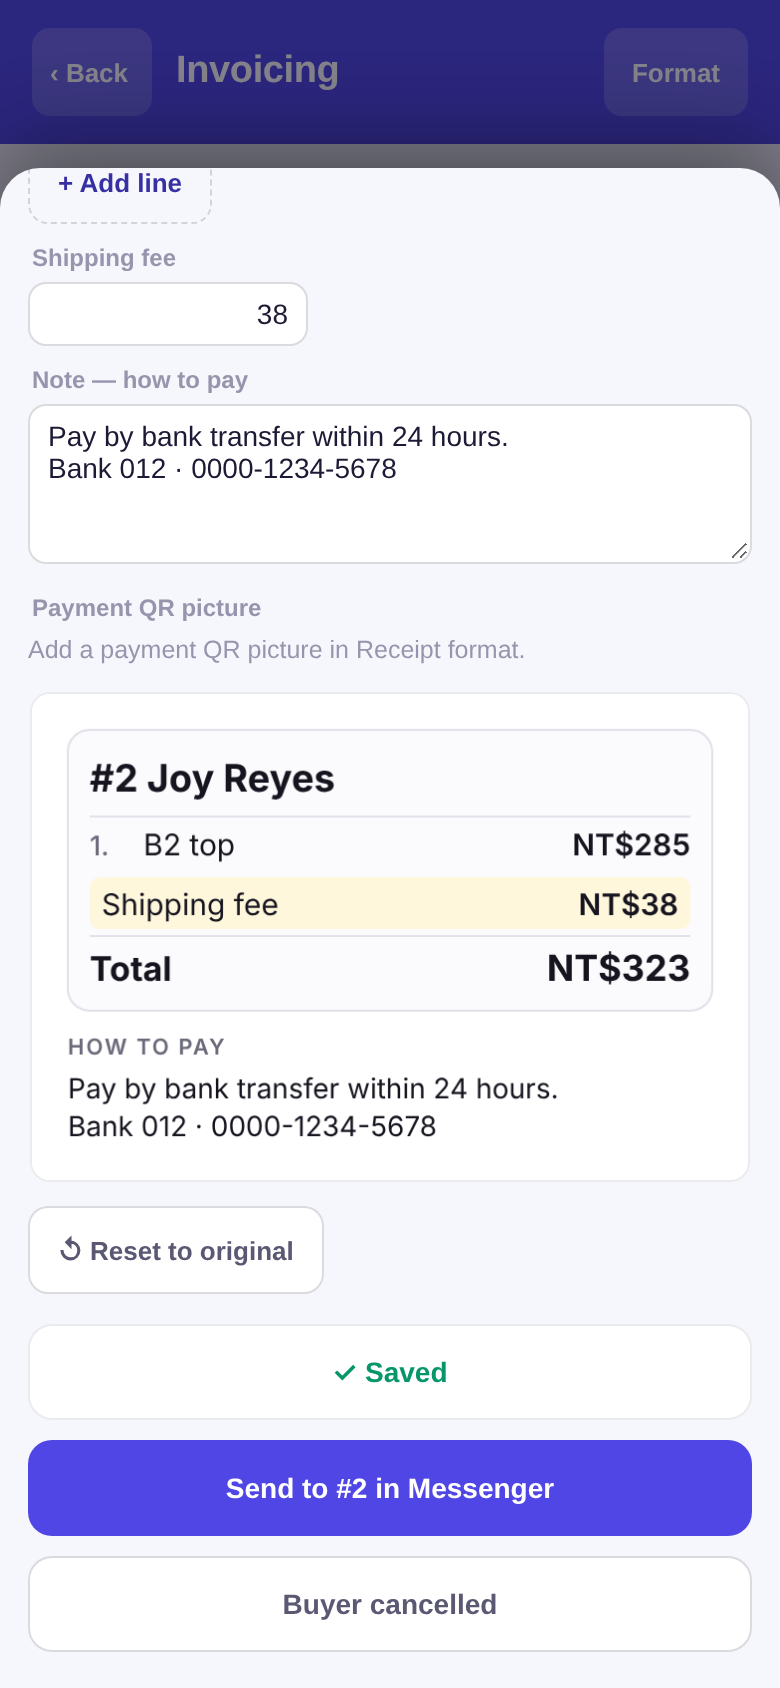 ‹ Back
Invoicing
Format
+ Add line
Shipping fee
38
Note — how to pay
Pay by bank transfer within 24 hours.
Bank 012 · 0000-1234-5678
Payment QR picture
Add a payment QR picture in Receipt format.
#2 Joy Reyes
1. B2 top NT$285
Shipping fee NT$38
Total NT$323
HOW TO PAY
Pay by bank transfer within 24 hours.
Bank 012 · 0000-1234-5678
↺ Reset to original
✓ Saved
Send to #2 in Messenger
Buyer cancelled